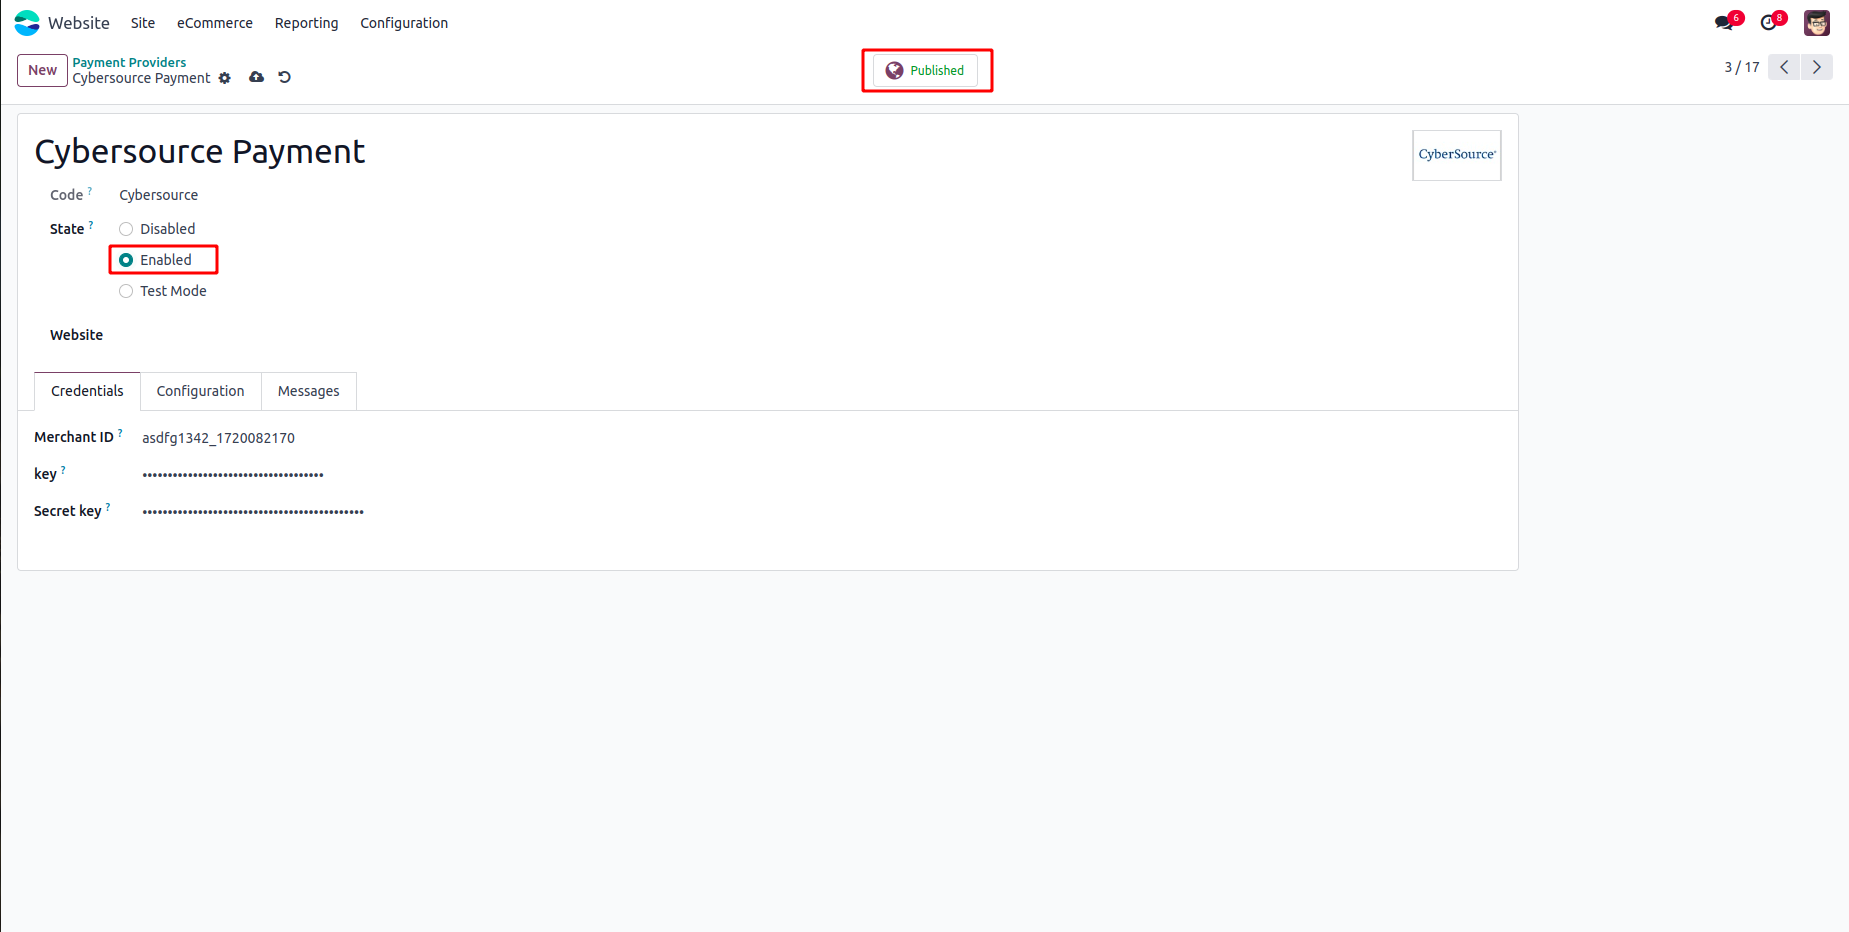 Website Site eCommerce Reporting Configuration 6 8
New Payment Providers
Cybersource Payment
Published
3 / 17
Cybersource Payment
CyberSource
Code ? Cybersource
State ? Disabled
Enabled
Test Mode
Website
Credentials Configuration Messages
Merchant ID ? asdfg1342_1720082170
key ? ••••••••••••••••••••••••••••••••••••
Secret key ? ••••••••••••••••••••••••••••••••••••••••••••